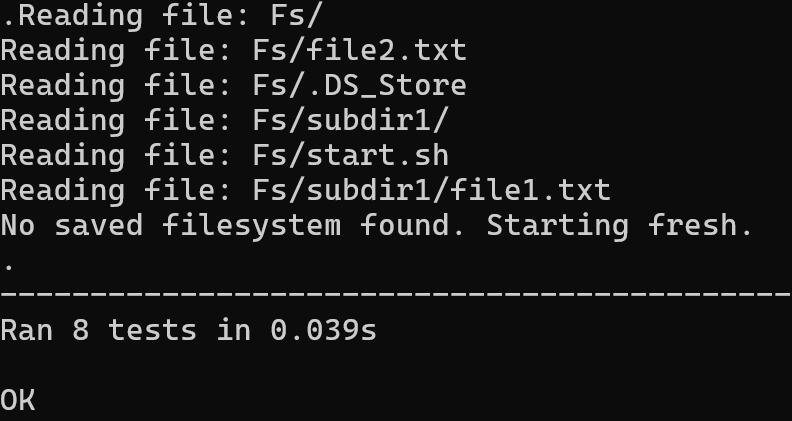 .Reading file: Fs/
Reading file: Fs/file2.txt
Reading file: Fs/.DS_Store
Reading file: Fs/subdir1/
Reading file: Fs/start.sh
Reading file: Fs/subdir1/file1.txt
No saved filesystem found. Starting fresh.
.
--------------------------------------------
Ran 8 tests in 0.039s
OK